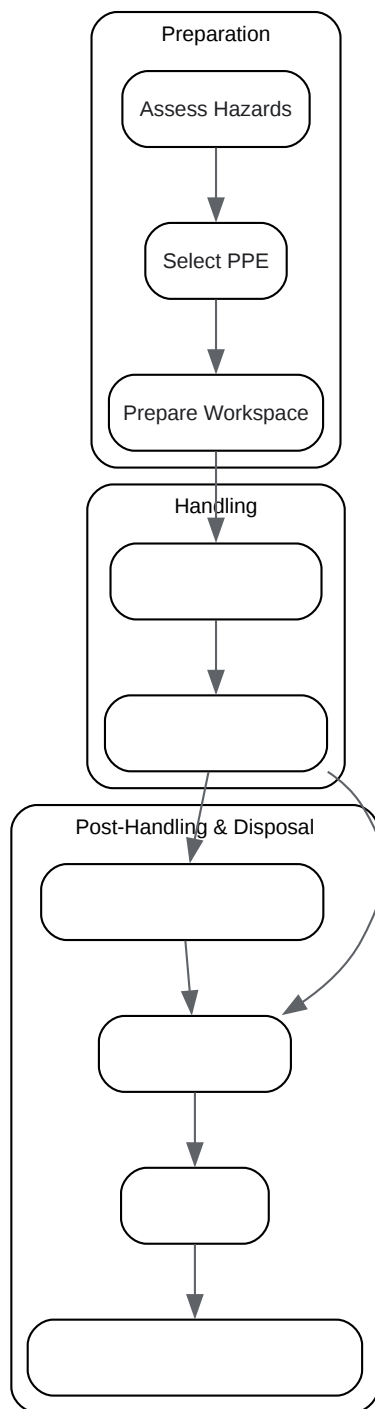 Preparation
Assess Hazards
Select PPE
Prepare Workspace
Handling
Post-Handling & Disposal